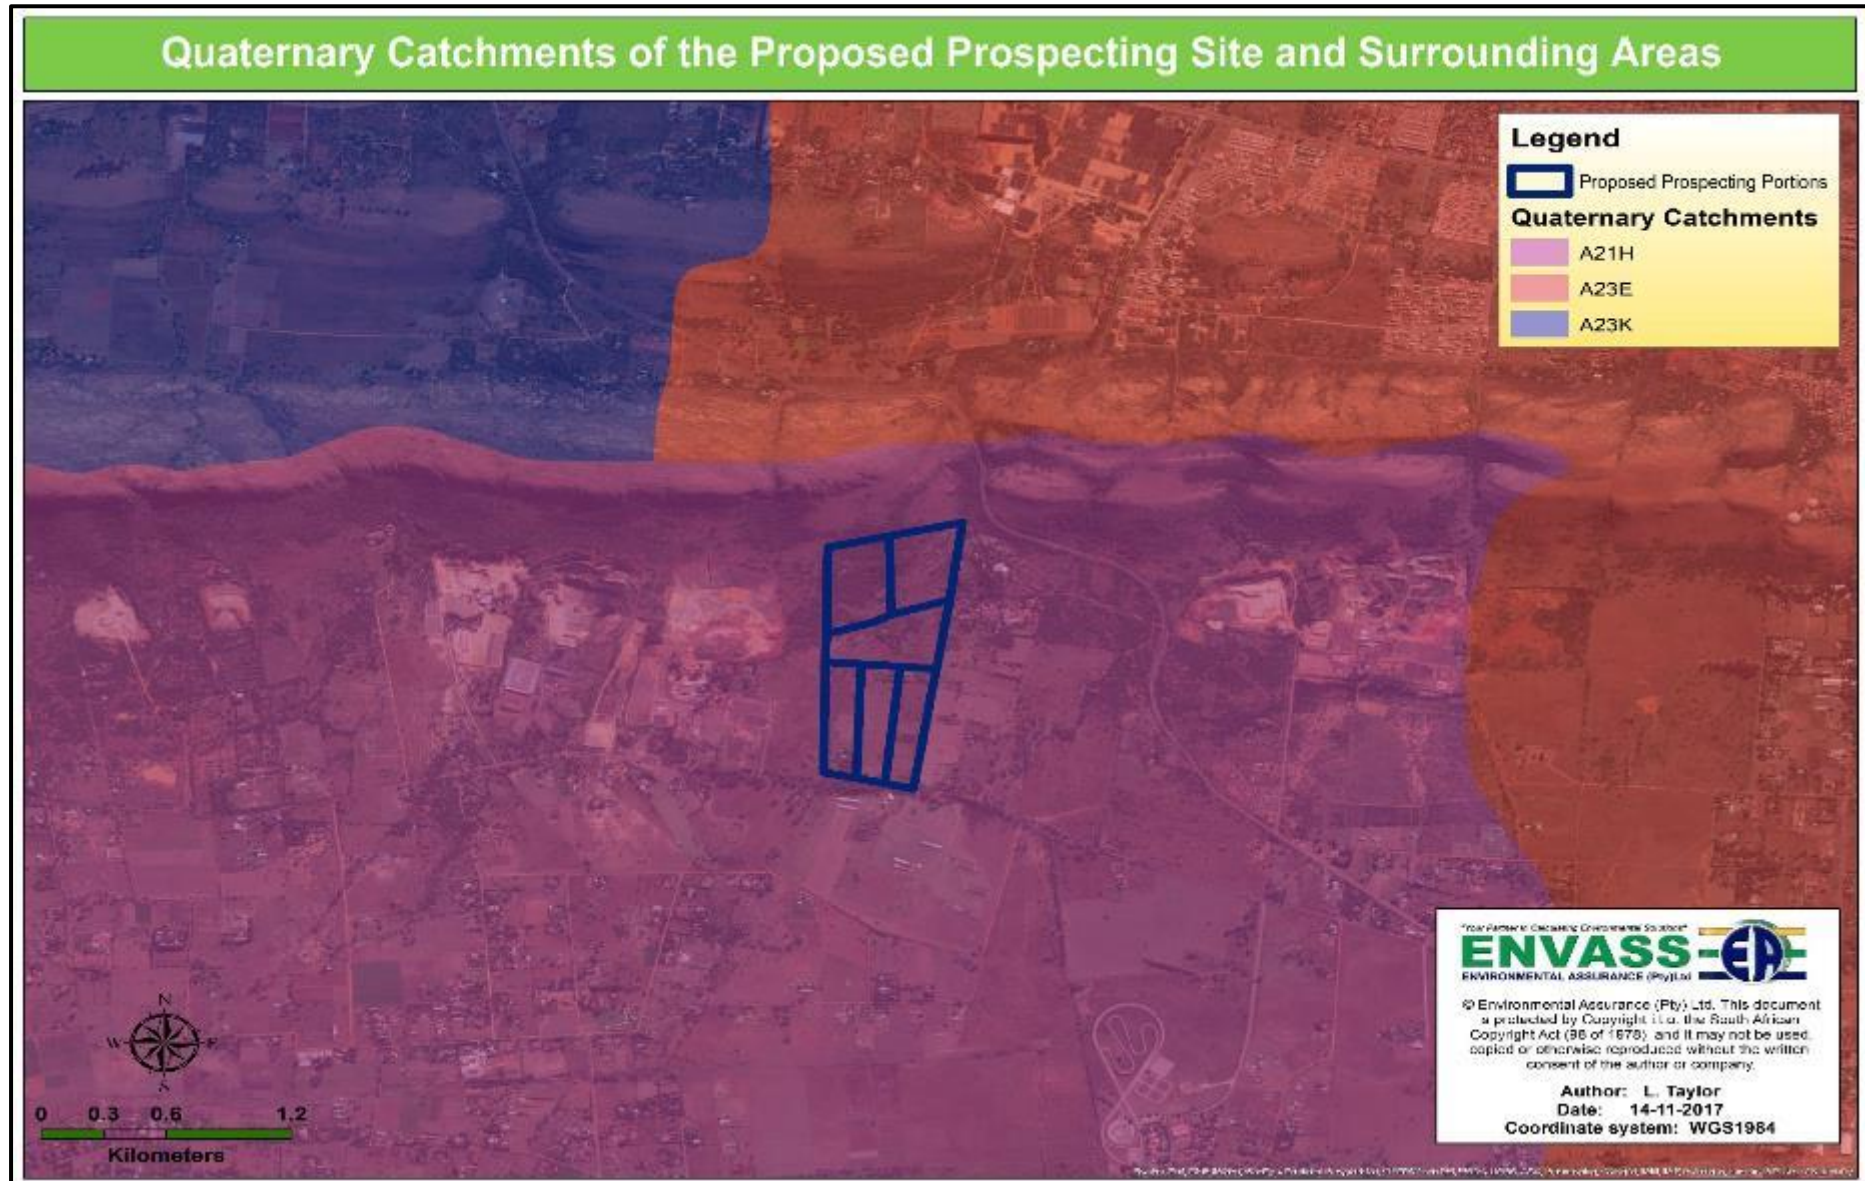 Quaternary Catchments of the Proposed Prospecting Site and Surrounding Areas
Legend
Proposed Prospecting Portions
Quaternary Catchments
A21H
A23E
A23K
ENVASS EA
ENVIRONMENTAL ASSURANCE (Pty)Ltd
© Environmental Assurance (Pty) Ltd. This document
is protected by Copyright i.t.o. the South African
Copyright Act (98 of 1978) and it may not be used,
copied or otherwise reproduced without the written
consent of the author or company.
Author: L. Taylor
Date: 14-11-2017
Coordinate system: WGS1984
N
W E
S
0 0.3 0.6 1.2
Kilometers